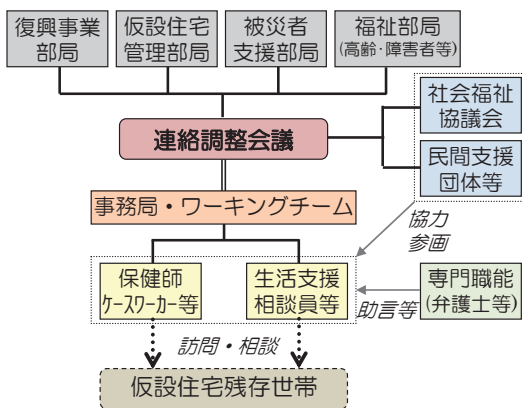 復興事業
部局
仮設住宅
管理部局
被災者
支援部局
福祉部局
(高齢・障害者等)
社会福祉
協議会
連絡調整会議
民間支援
団体等
事務局・ワーキングチーム
協力
参画
保健師
ケースワーカー等
生活支援
相談員等
専門職能
(弁護士等)
助言等
訪問・相談
仮設住宅残存世帯